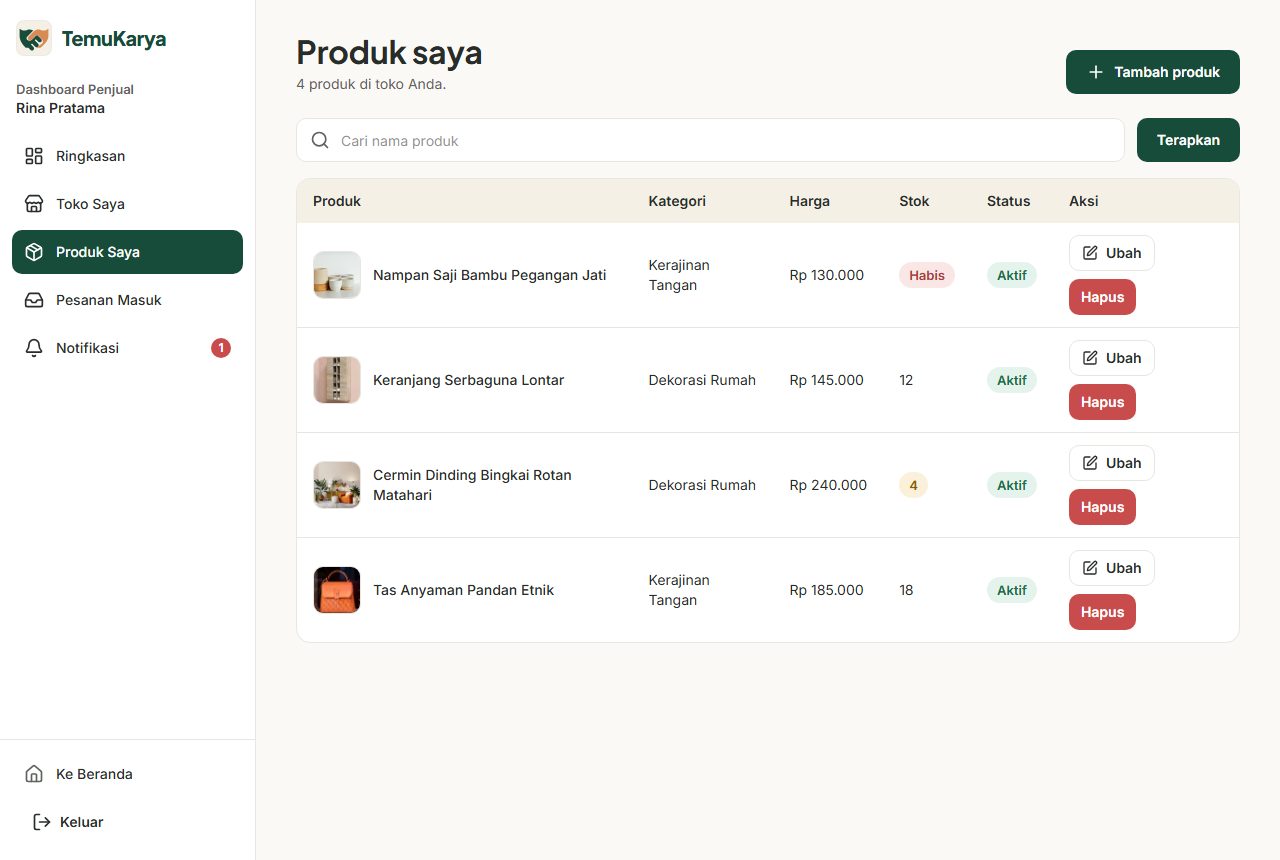 TemuKarya
Dashboard Penjual
Rina Pratama
Ringkasan
Toko Saya
Produk Saya
Pesanan Masuk
Notifikasi 1
Ke Beranda
Keluar
Produk saya
4 produk di toko Anda.
Tambah produk
Cari nama produk
Terapkan
Produk Kategori Harga Stok Status Aksi
Nampan Saji Bambu Pegangan Jati
Kerajinan
Tangan
Rp 130.000
Habis
Aktif
Ubah
Hapus
Keranjang Serbaguna Lontar
Dekorasi Rumah
Rp 145.000
12
Aktif
Ubah
Hapus
Cermin Dinding Bingkai Rotan
Matahari
Dekorasi Rumah
Rp 240.000
4
Aktif
Ubah
Hapus
Tas Anyaman Pandan Etnik
Kerajinan
Tangan
Rp 185.000
18
Aktif
Ubah
Hapus